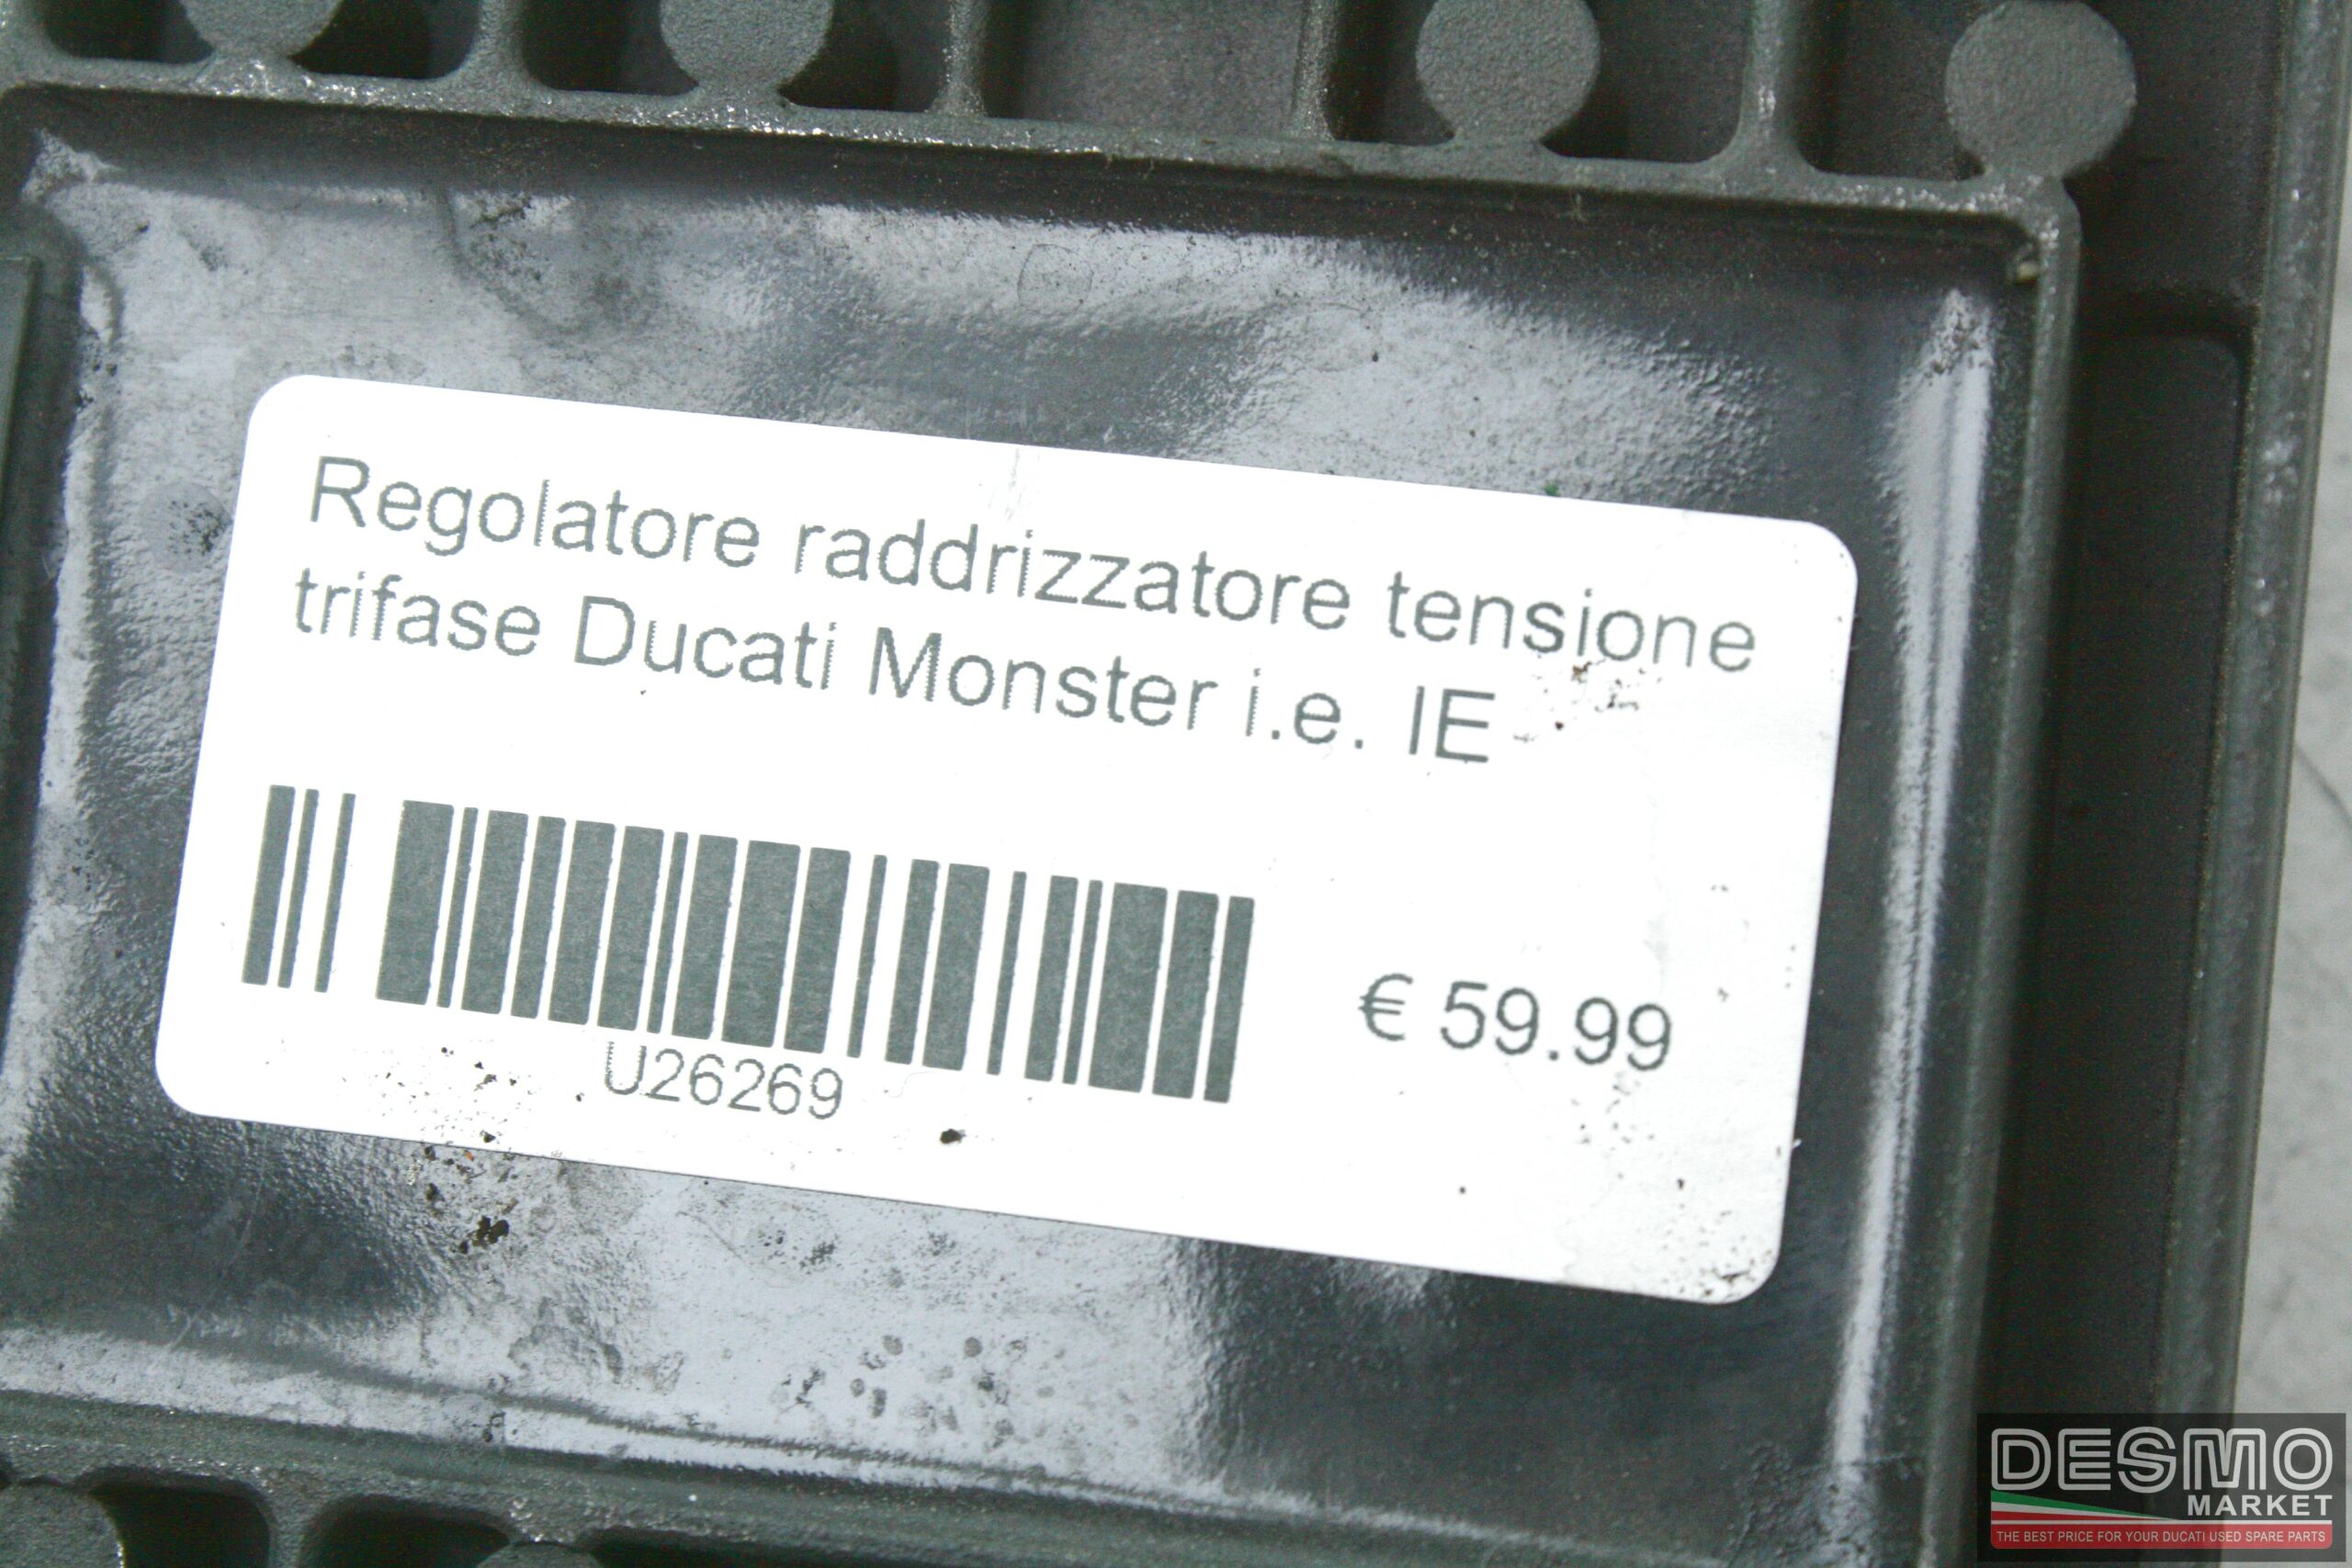 Regolatore raddrizzatore tensione
trifase Ducati Monster i.e. IE
€ 59.99
U26269
DESMO
MARKET
THE BEST PRICE FOR YOUR DUCATI USED SPARE PARTS